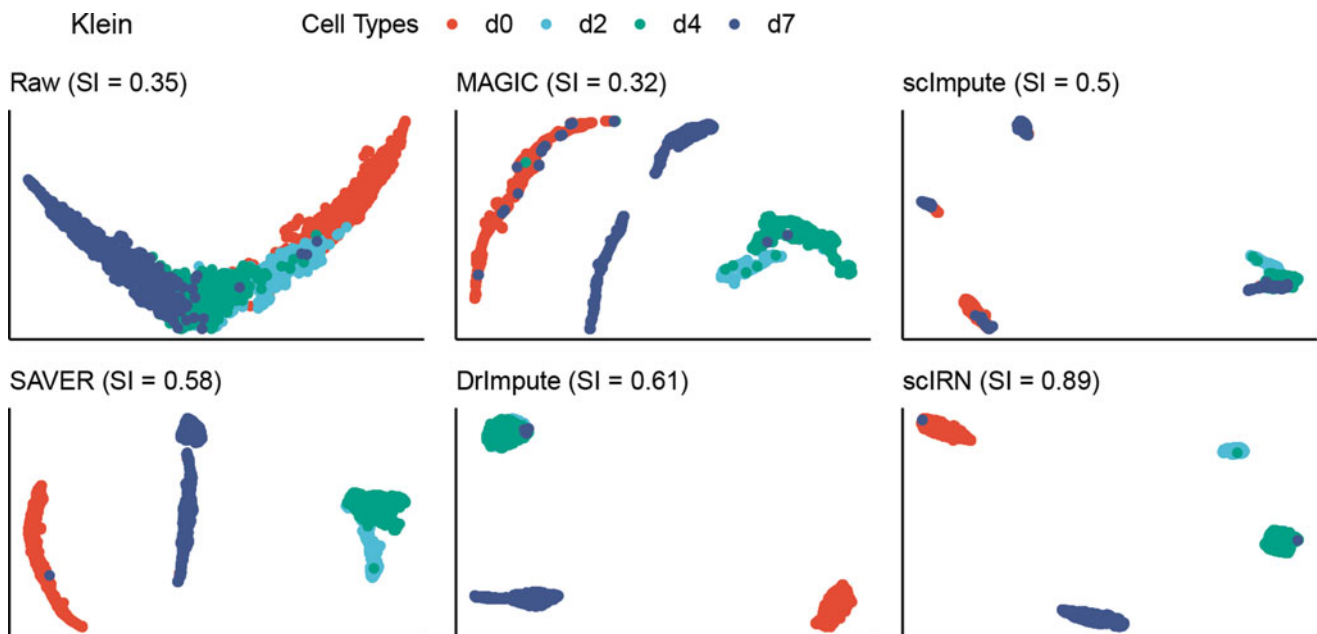 Klein Cell Types d0 d2 d4 d7
Raw (SI = 0.35) MAGIC (SI = 0.32) scImpute (SI = 0.5)
SAVER (SI = 0.58) DrImpute (SI = 0.61) scIRN (SI = 0.89)